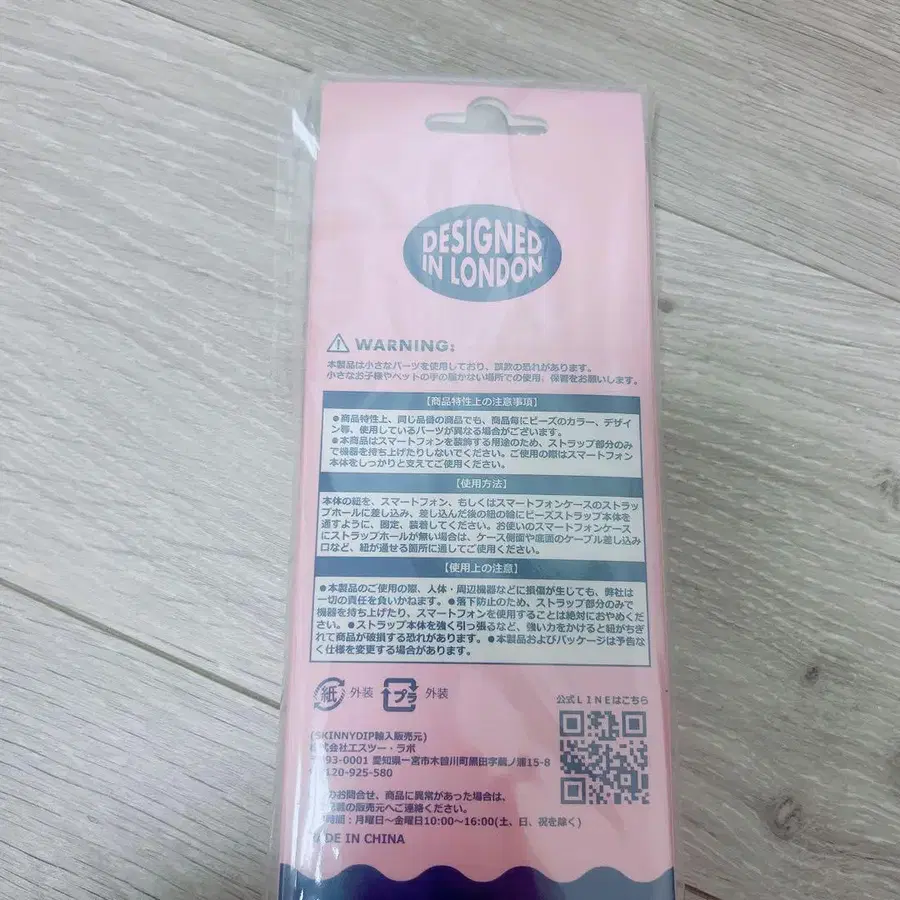 DESIGNED
IN LONDON
WARNING:
本製品は小さなパーツを使用しており、誤飲の恐れがあります。
小さなお子様やペットの手の届かない場所での使用、保管をお願いします。
【商品特性上の注意事項】
●商品特性上、同じ品番の商品でも、商品毎にビーズのカラー、デザイ
ン等、使用しているパーツが異なる場合がございます。
●本商品はスマートフォンを装飾する用途のため、ストラップ部分のみ
で機器を持ち上げたりしないでください。ご使用の際はスマートフォン
本体をしっかりと支えてご使用ください。
【使用方法】
本体の紐を、スマートフォン、もしくはスマートフォンケースのストラッ
プホールに差し込み、差し込んだ後の紐の輪にビーズストラップ本体を
通すように、固定、装着してください。お使いのスマートフォンケース
にストラップホールが無い場合は、ケース側面や底面のケーブル差し込み
口など、紐が通せる箇所に通してご使用ください。
【使用上の注意】
●本製品のご使用の際、人体・周辺機器などに損傷が生じても、弊社は
一切の責任を負いかねます。●落下防止のため、ストラップ部分のみで
機器を持ち上げたり、スマートフォンを使用することは絶対におやめくだ
さい。●ストラップ本体を強く引っ張るなど、強い力をかけると紐がちぎ
れて商品が破損する恐れがあります。●本製品およびパッケージは予告な
く仕様を変更する場合があります。
紙 外装 プラ 外装
公式LINEはこちら
(SKINNYDIP輸入販売元)
株式会社エスツー・ラボ
〒493-0001 愛知県一宮市木曽川町黒田字鍋ノ浦15-8
120-925-580
のお問合せ、商品に異常があった場合は、
記載の販売元へご連絡ください。
時間：月曜日～金曜日10:00～16:00(土、日、祝を除く)
MADE IN CHINA